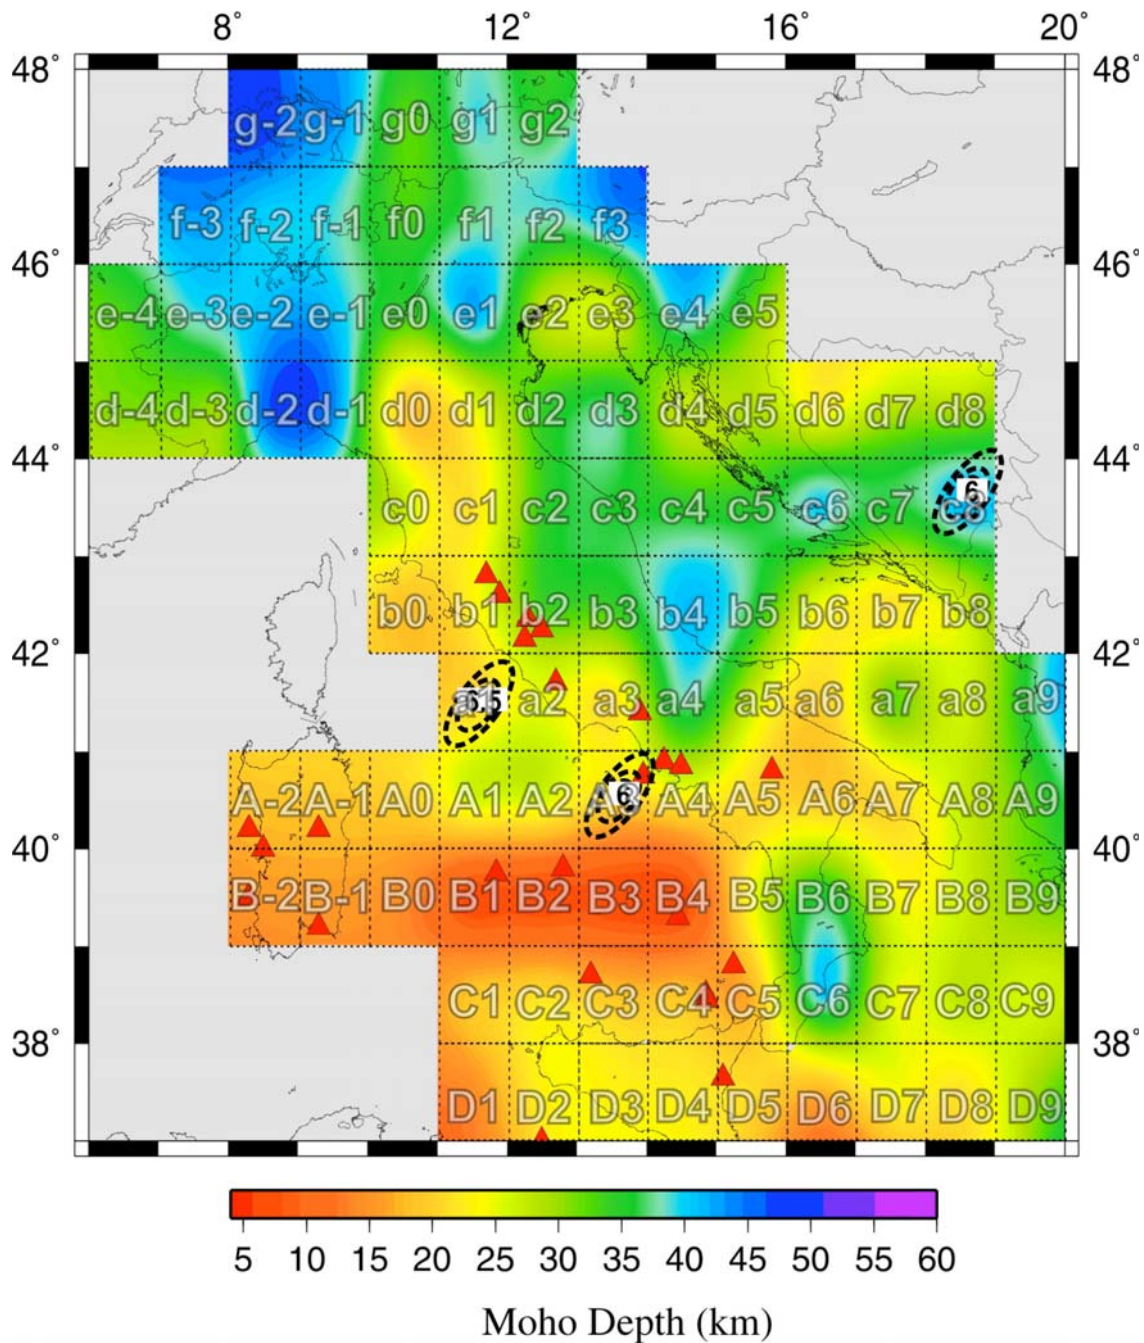 8° 12° 16° 20°
48° 48°
g-2 g-1 g0 g1 g2
f-3 f-2 f-1 f0 f1 f2 f3
46° 46°
e-4 e-3 e-2 e-1 e0 e1 e2 e3 e4 e5
d-4 d-3 d-2 d-1 d0 d1 d2 d3 d4 d5 d6 d7 d8
44° 44°
6
c0 c1 c2 c3 c4 c5 c6 c7 c8
b0 b1 b2 b3 b4 b5 b6 b7 b8
42° 42°
a1 a2 a3 a4 a5 a6 a7 a9
6
A-2 A-1 A0 A1 A2 A3 A4 A5 A6 A7 A8 A9
40° 40°
B-2 B-1 B0 B1 B2 B3 B4 B5 B6 B7 B8 B9
C1 C2 C3 C4 C5 C6 C7 C8 C9
38° 38°
D1 D2 D3 D4 D5 D6 D7 D8 D9
5 10 15 20 25 30 35 40 45 50 55 60
Moho Depth (km)